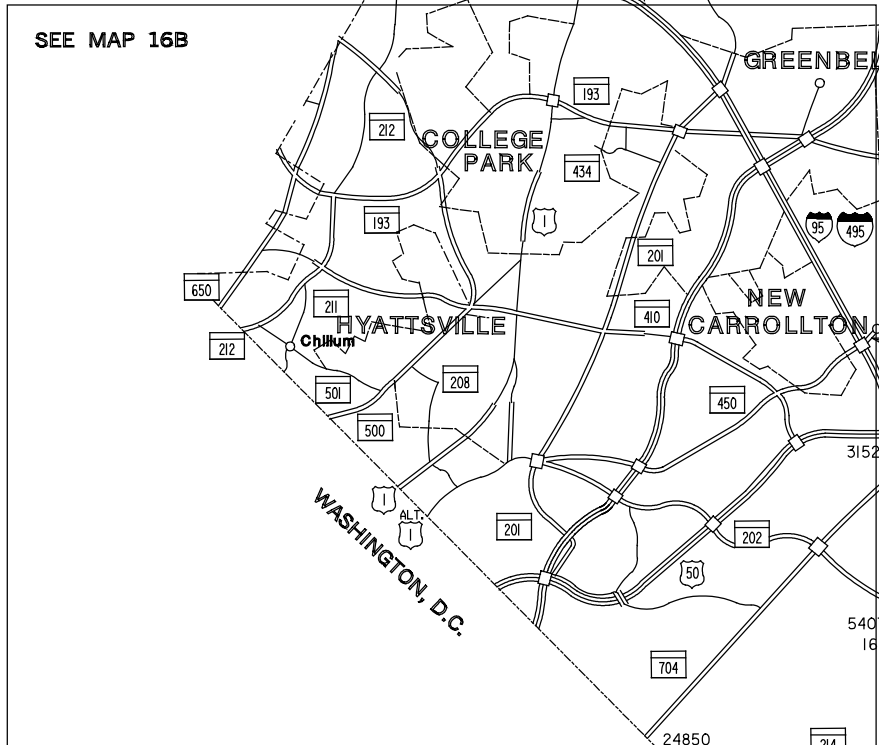 SEE MAP 16B
GREENBEL
193
212
COLLEGE
PARK
434
193
1
95
495
201
650
211
NEW
HYATTSVILLE
410
CARROLLTON
212
Chillum
208
501
450
500
3152
1
WASHINGTON, D.C.
ALT.
1
201
202
50
540
16
704
24850
214